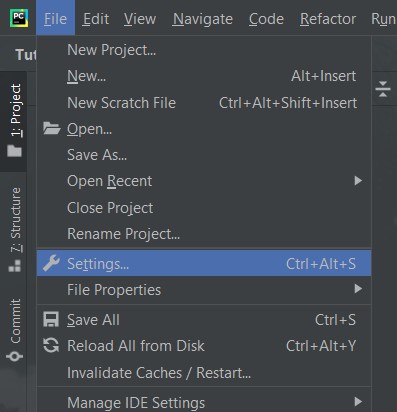 PC File Edit View Navigate Code Refactor Run
Tut
1: Project
7: Structure
Commit
New Project...
New... Alt+Insert
New Scratch File Ctrl+Alt+Shift+Insert
Open...
Save As...
Open Recent
Close Project
Rename Project...
Settings... Ctrl+Alt+S
File Properties
Save All Ctrl+S
Reload All from Disk Ctrl+Alt+Y
Invalidate Caches / Restart...
Manage IDE Settings